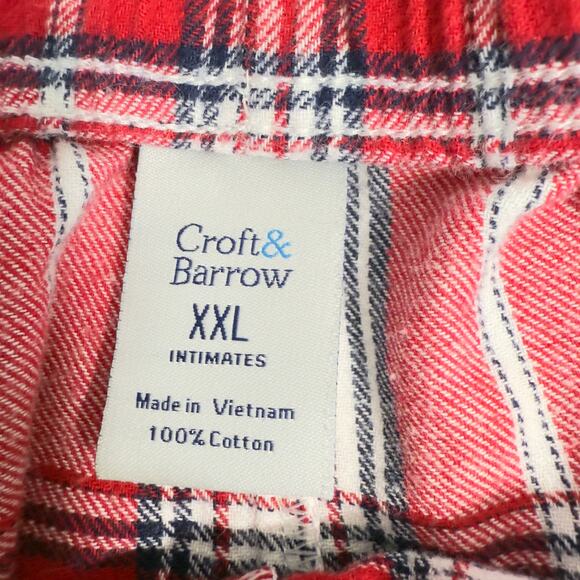 Croft&
Barrow
XXL
INTIMATES
Made in Vietnam
100% Cotton